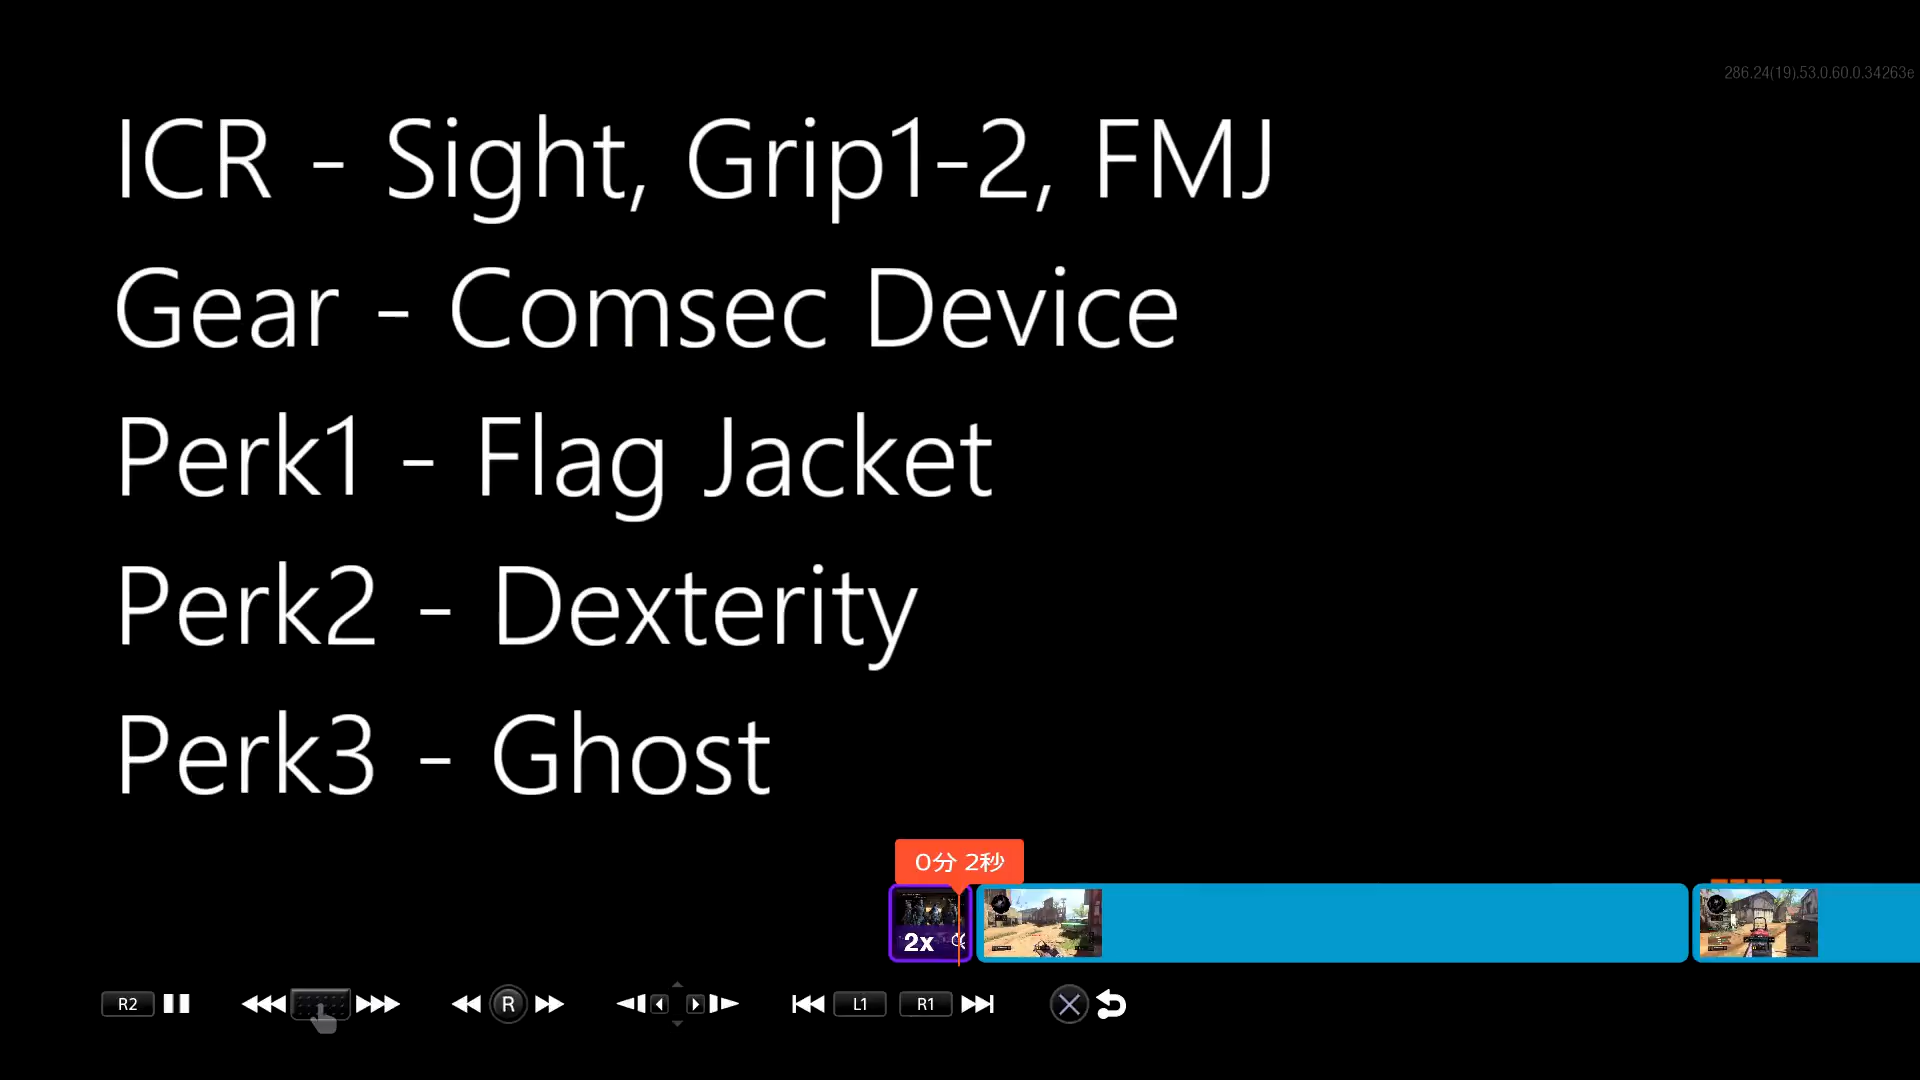 286.24(19).53.0.60.0.34263e
ICR - Sight, Grip1-2, FMJ
Gear - Comsec Device
Perk1 - Flag Jacket
Perk2 - Dexterity
Perk3 - Ghost
0分 2秒
2x
R2 R L1 R1